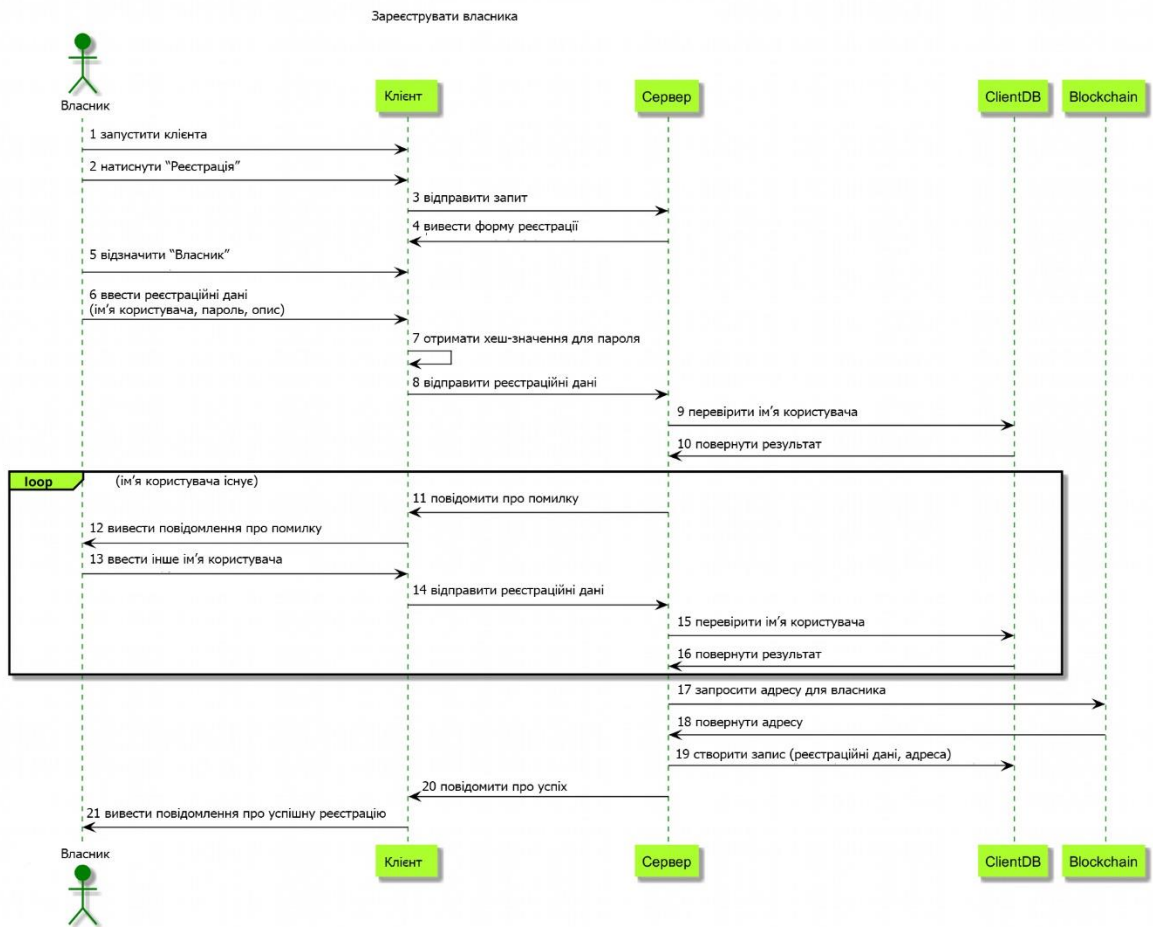 Зареєструвати власника
Власник
Клієнт
Сервер
ClientDB
Blockchain
1 запустити клієнта
2 натиснути “Реєстрація”
3 відправити запит
4 вивести форму реєстрації
5 відзначити “Власник”
6 ввести реєстраційні дані
(ім’я користувача, пароль, опис)
7 отримати хеш-значення для пароля
8 відправити реєстраційні дані
9 перевірити ім’я користувача
10 повернути результат
loop
(ім’я користувача існує)
11 повідомити про помилку
12 вивести повідомлення про помилку
13 ввести інше ім’я користувача
14 відправити реєстраційні дані
15 перевірити ім’я користувача
16 повернути результат
17 запросити адресу для власника
18 повернути адресу
19 створити запис (реєстраційні дані, адреса)
20 повідомити про успіх
21 вивести повідомлення про успішну реєстрацію
Власник
Клієнт
Сервер
ClientDB
Blockchain